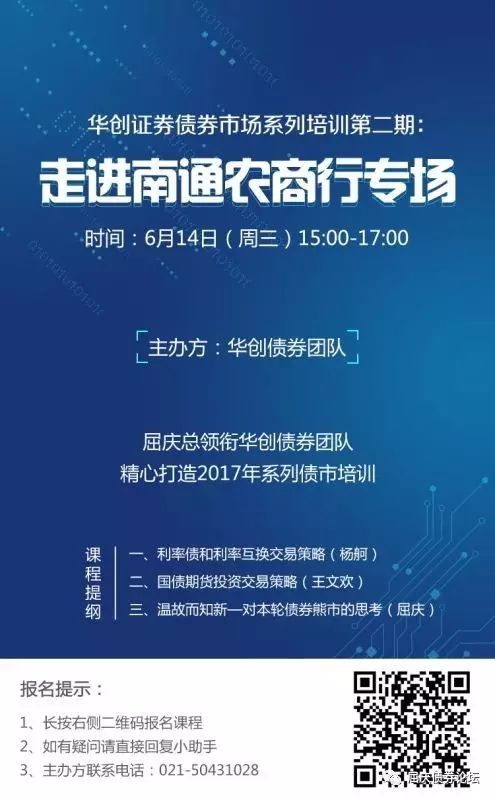 华创证券债券市场系列培训第二期：
走进南通农商行专场
时间：6月14日（周三）15:00-17:00
主办方：华创债券团队
屈庆总领衔华创债券团队
精心打造2017年系列债市培训
课程提纲
一、利率债和利率互换交易策略（杨舸）
二、国债期货投资交易策略（王文欢）
三、温故而知新—对本轮债券熊市的思考（屈庆）
报名提示：
1、长按右侧二维码报名课程
2、如有疑问请直接回复小助手
3、主办方联系电话：021-50431028
屈庆债券论坛